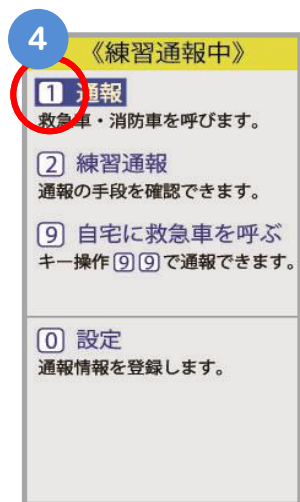 4
《練習通報中》
1 通報
救急車・消防車を呼びます。
2 練習通報
通報の手段を確認できます。
9 自宅に救急車を呼ぶ
キー操作99で通報できます。
0 設定
通報情報を登録します。